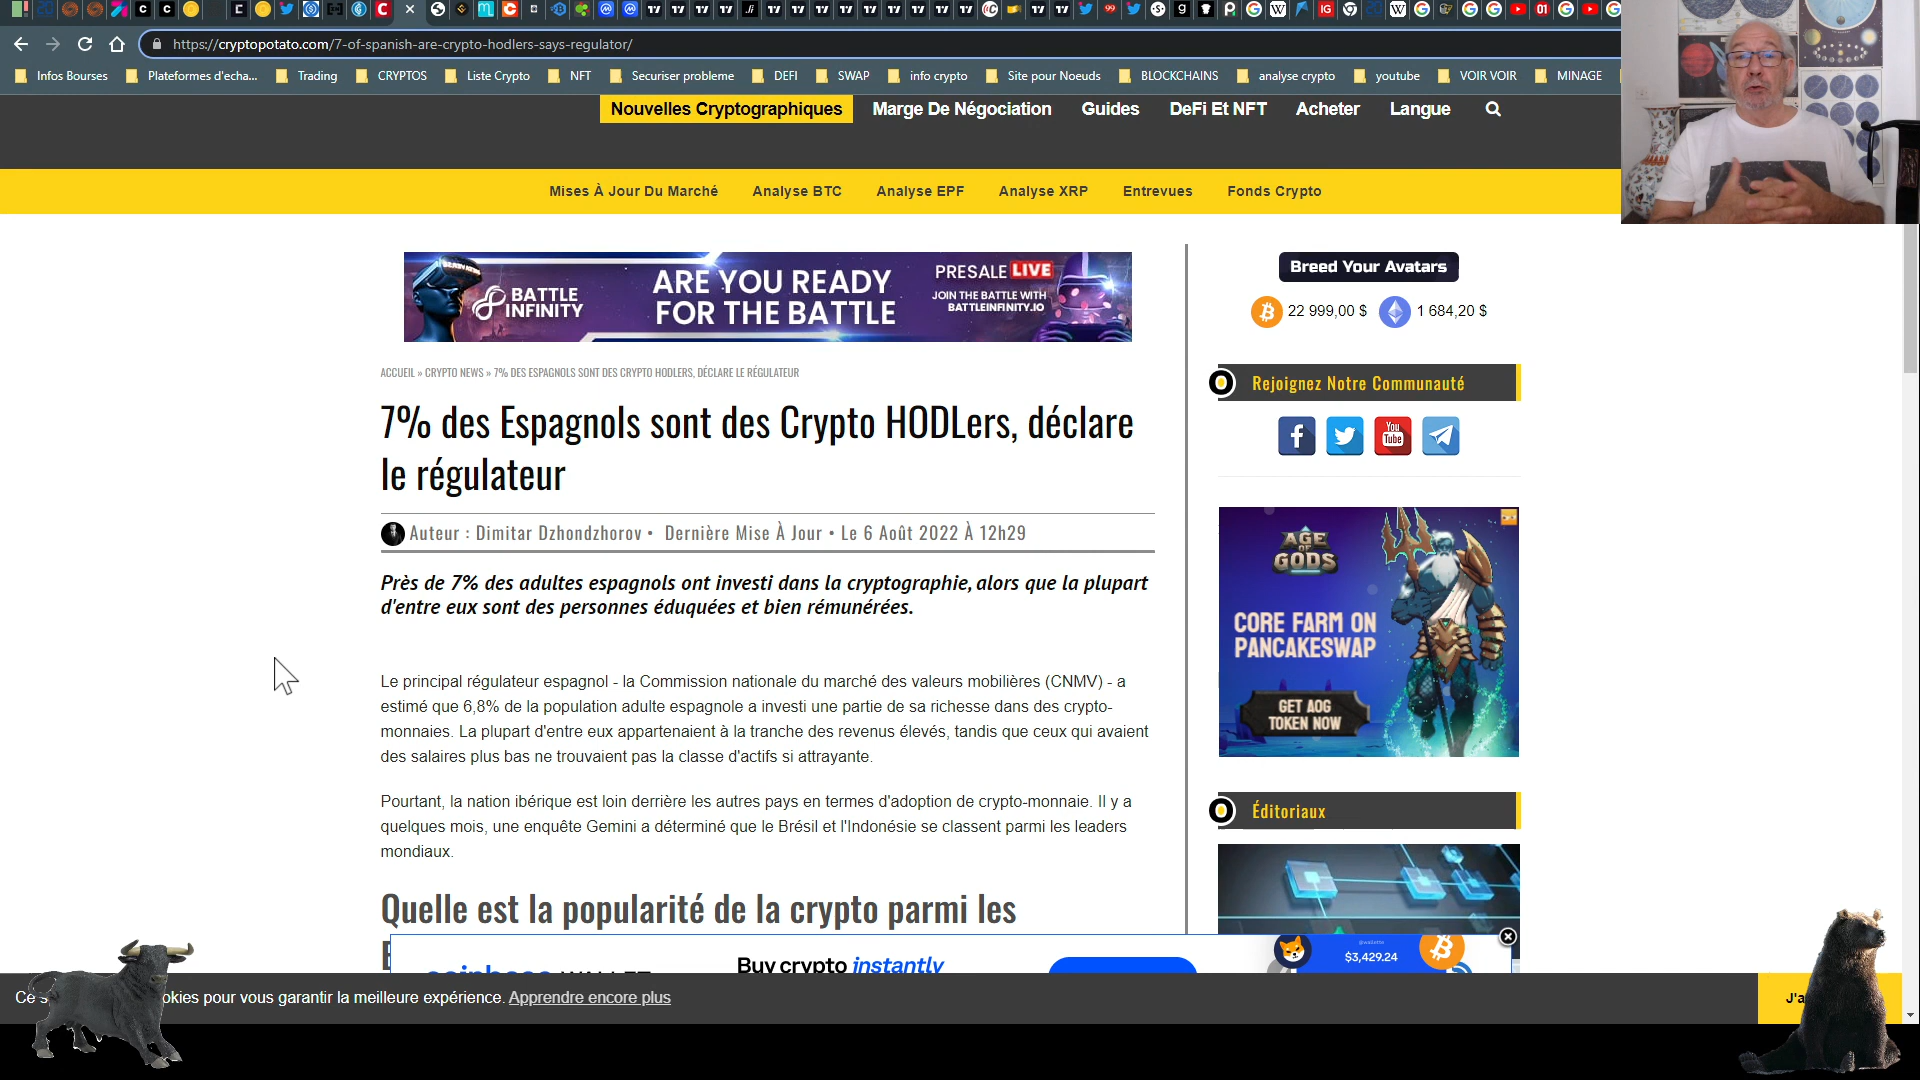 https://cryptopotato.com/7-of-spanish-are-crypto-hodlers-says-regulator/
Infos Bourses
Plateformes d'echa...
Trading
CRYPTOS
Liste Crypto
NFT
Securiser probleme
DEFI
SWAP
info crypto
Site pour Noeuds
BLOCKCHAINS
analyse crypto
youtube
VOIR VOIR
MINAGE
Nouvelles Cryptographiques
Marge De Négociation
Guides
DeFi Et NFT
Acheter
Langue
Mises À Jour Du Marché
Analyse BTC
Analyse EPF
Analyse XRP
Entrevues
Fonds Crypto
BATTLE
INFINITY
ARE YOU READY
FOR THE BATTLE
PRESALE LIVE
JOIN THE BATTLE WITH
BATTLEINFINITY.IO
Breed Your Avatars
22 999,00 $
1 684,20 $
ACCUEIL » CRYPTO NEWS » 7% DES ESPAGNOLS SONT DES CRYPTO HODLERS, DÉCLARE LE RÉGULATEUR
7% des Espagnols sont des Crypto HODLers, déclare
le régulateur
Auteur : Dimitar Dzhondzhorov • Dernière Mise À Jour • Le 6 Août 2022 À 12h29
Près de 7% des adultes espagnols ont investi dans la cryptographie, alors que la plupart
d'entre eux sont des personnes éduquées et bien rémunérées.
Le principal régulateur espagnol - la Commission nationale du marché des valeurs mobilières (CNMV) - a
estimé que 6,8% de la population adulte espagnole a investi une partie de sa richesse dans des crypto-
monnaies. La plupart d'entre eux appartenaient à la tranche des revenus élevés, tandis que ceux qui avaient
des salaires plus bas ne trouvaient pas la classe d'actifs si attrayante.
Pourtant, la nation ibérique est loin derrière les autres pays en termes d'adoption de crypto-monnaie. Il y a
quelques mois, une enquête Gemini a déterminé que le Brésil et l'Indonésie se classent parmi les leaders
mondiaux.
Quelle est la popularité de la crypto parmi les
Rejoignez Notre Communauté
You
Tube
AGE
OF
GODS
CORE FARM ON
PANCAKESWAP
GET AOG
TOKEN NOW
Éditoriaux
coinbase WALLET
Buy crypto instantly
$3,429.24
okies pour vous garantir la meilleure expérience. Apprendre encore plus
J'a